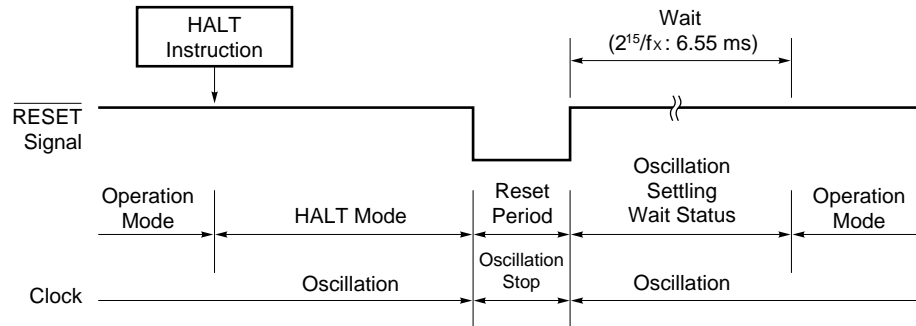 HALT
Instruction
Wait
(2¹⁵/fx : 6.55 ms)
RESET
Signal
Operation
Mode
HALT Mode
Reset
Period
Oscillation
Settling
Wait Status
Operation
Mode
Clock
Oscillation
Oscillation
Stop
Oscillation